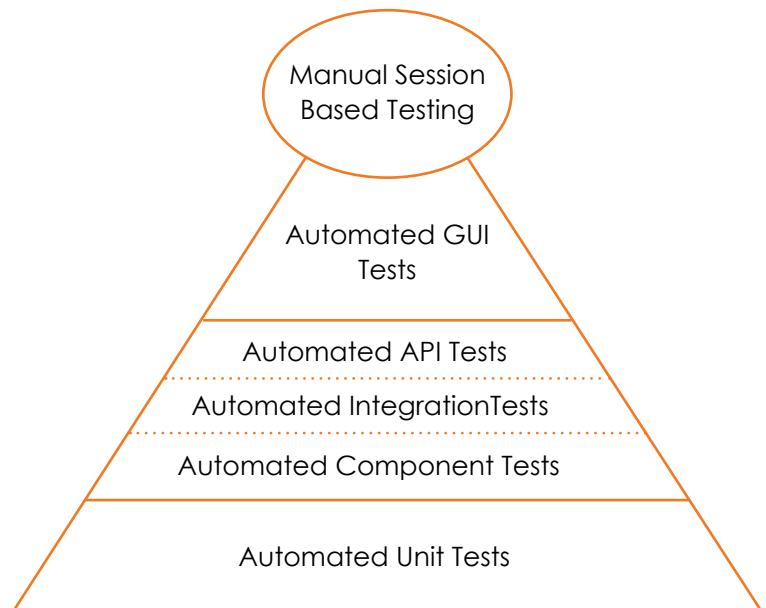 Manual Session
Based Testing
Automated GUI
Tests
Automated API Tests
Automated IntegrationTests
Automated Component Tests
Automated Unit Tests